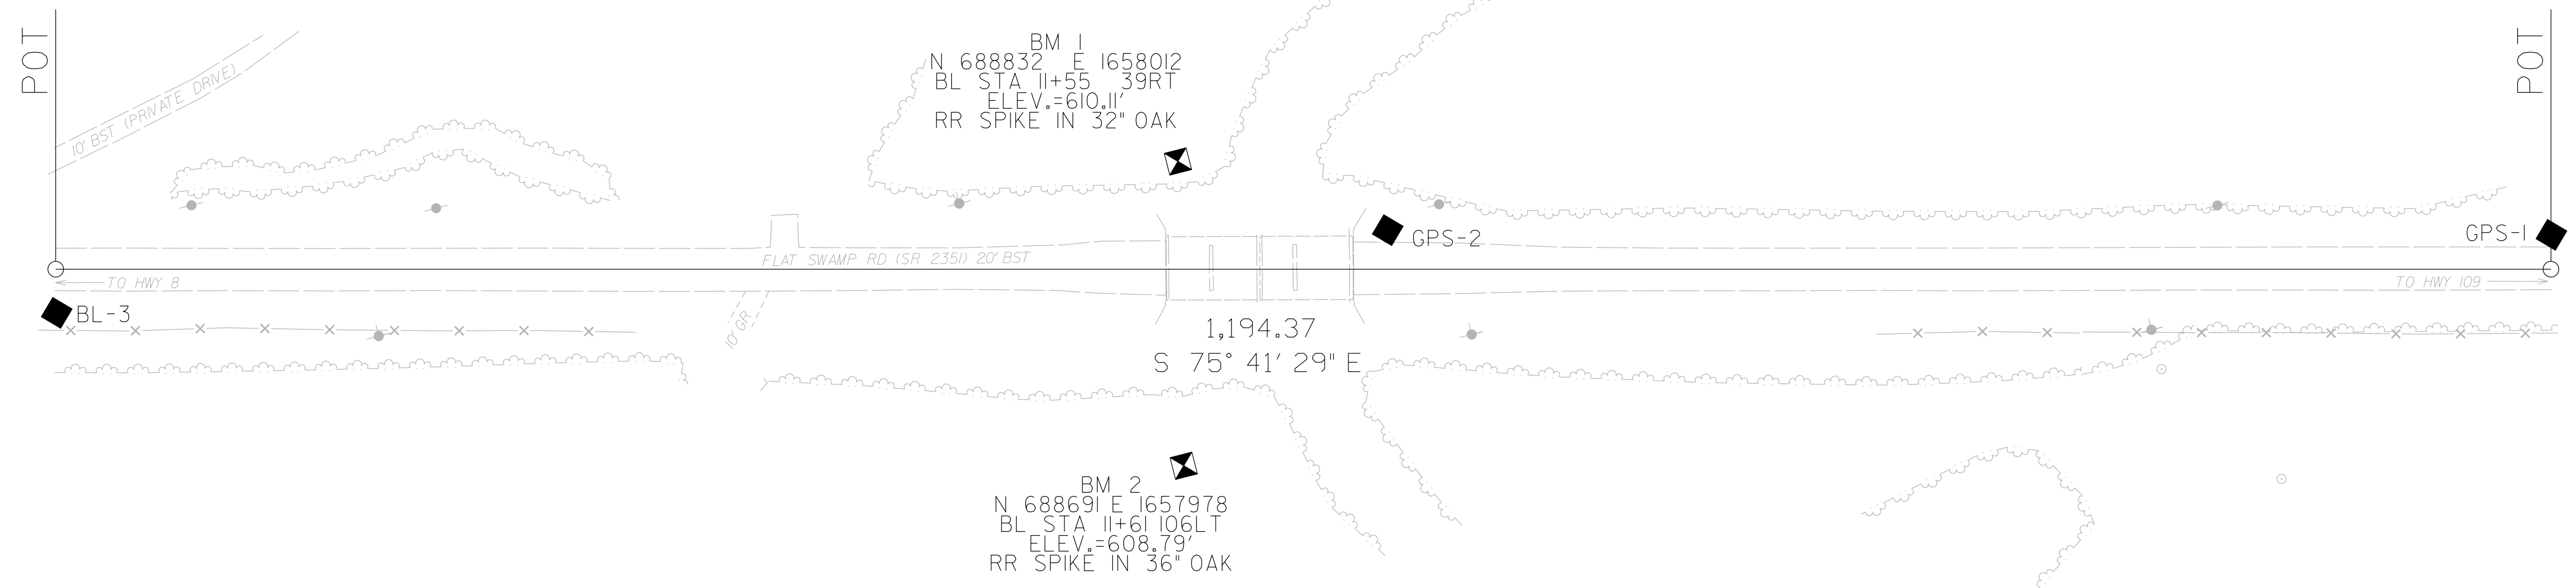 POT
POT
10' BST (PRIVATE DRIVE)
BM 1
N 688832 E 1658012
BL STA 11+55 39RT
ELEV.=610.11'
RR SPIKE IN 32" OAK
GPS-2
GPS-1
FLAT SWAMP RD (SR 2351) 20' BST
TO HWY 8
TO HWY 109
BL-3
10' GR
1,194.37
S 75° 41' 29" E
BM 2
N 688691 E 1657978
BL STA 11+61 106LT
ELEV.=608.79'
RR SPIKE IN 36" OAK